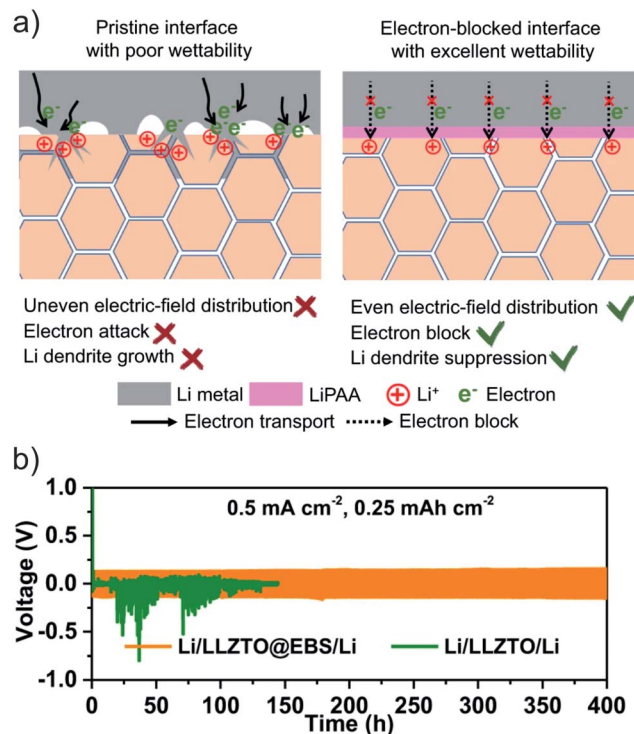 a)
Pristine interface
with poor wettability
Electron-blocked interface
with excellent wettability
e⁻ e⁻ e⁻ e⁻ e⁻ e⁻ e⁻ e⁻
e⁻ e⁻ e⁻ e⁻ e⁻
Uneven electric-field distribution
Electron attack
Li dendrite growth
Even electric-field distribution
Electron block
Li dendrite suppression
Li metal LiPAA Li⁺ e⁻ Electron
Electron transport Electron block
b)
0.5 mA cm⁻², 0.25 mAh cm⁻²
Voltage (V)
1.0
0.5
0.0
-0.5
-1.0
Li/LLZTO@EBS/Li Li/LLZTO/Li
0 50 100 150 200 250 300 350 400
Time (h)